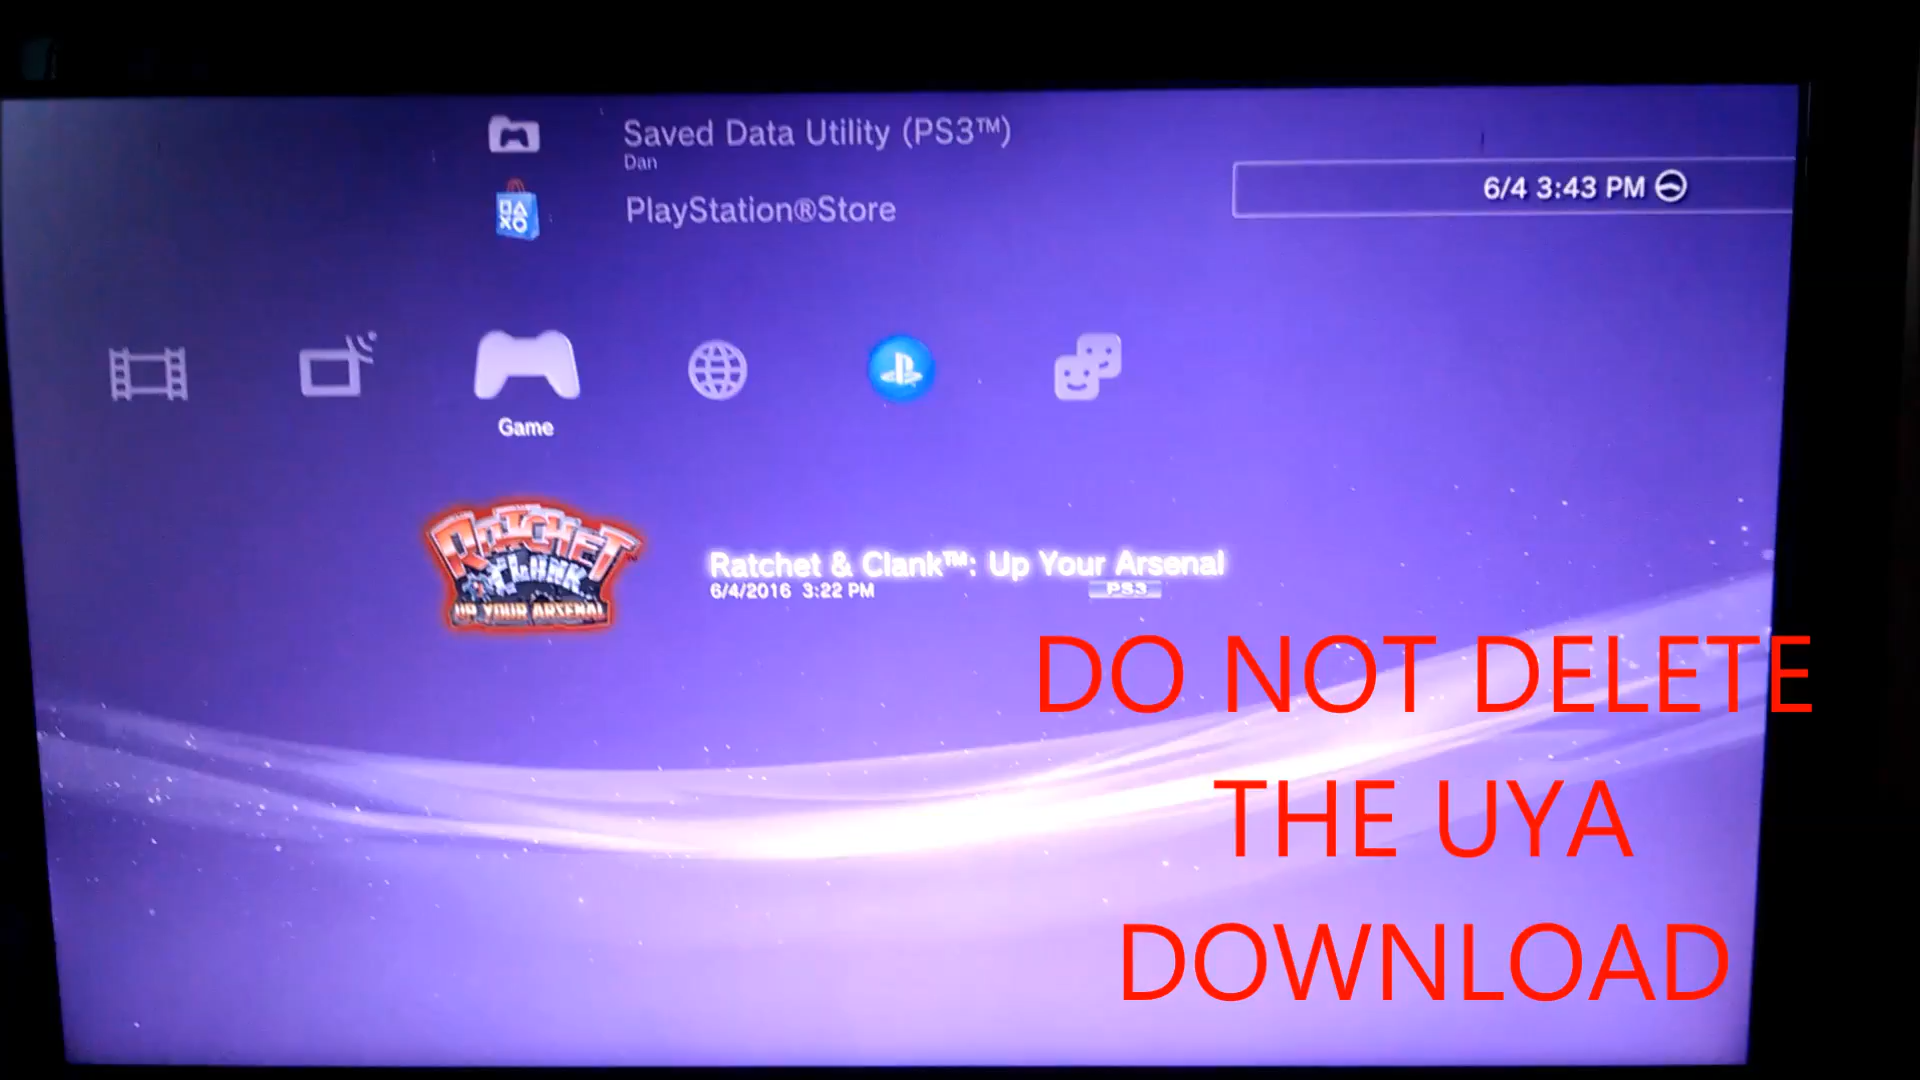 Saved Data Utility (PS3™)
Dan
PlayStation®Store
6/4 3:43 PM
Game
RATCHET
CLANK
UP YOUR ARSENAL
Ratchet & Clank™: Up Your Arsenal
6/4/2016 3:22 PM
PS3
DO NOT DELETE
THE UYA
DOWNLOAD